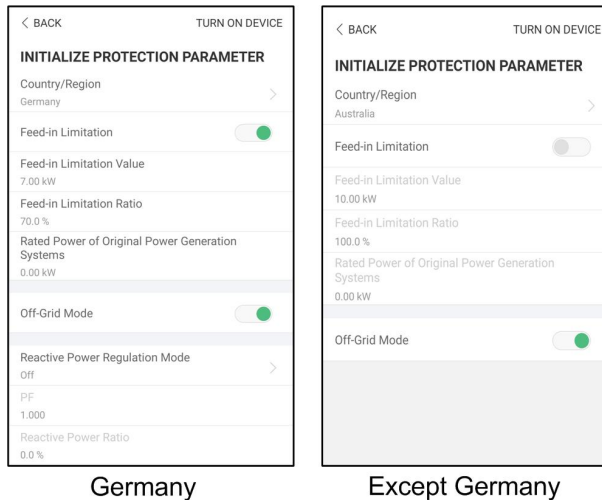 < BACK
TURN ON DEVICE
INITIALIZE PROTECTION PARAMETER
Country/Region
Germany
Feed-in Limitation
Feed-in Limitation Value
7.00 kW
Feed-in Limitation Ratio
70.0 %
Rated Power of Original Power Generation
Systems
0.00 kW
Off-Grid Mode
Reactive Power Regulation Mode
Off
PF
1.000
Reactive Power Ratio
0.0 %
Germany
< BACK
TURN ON DEVICE
INITIALIZE PROTECTION PARAMETER
Country/Region
Australia
Feed-in Limitation
Feed-in Limitation Value
10.00 kW
Feed-in Limitation Ratio
100.0 %
Rated Power of Original Power Generation
Systems
0.00 kW
Off-Grid Mode
Except Germany